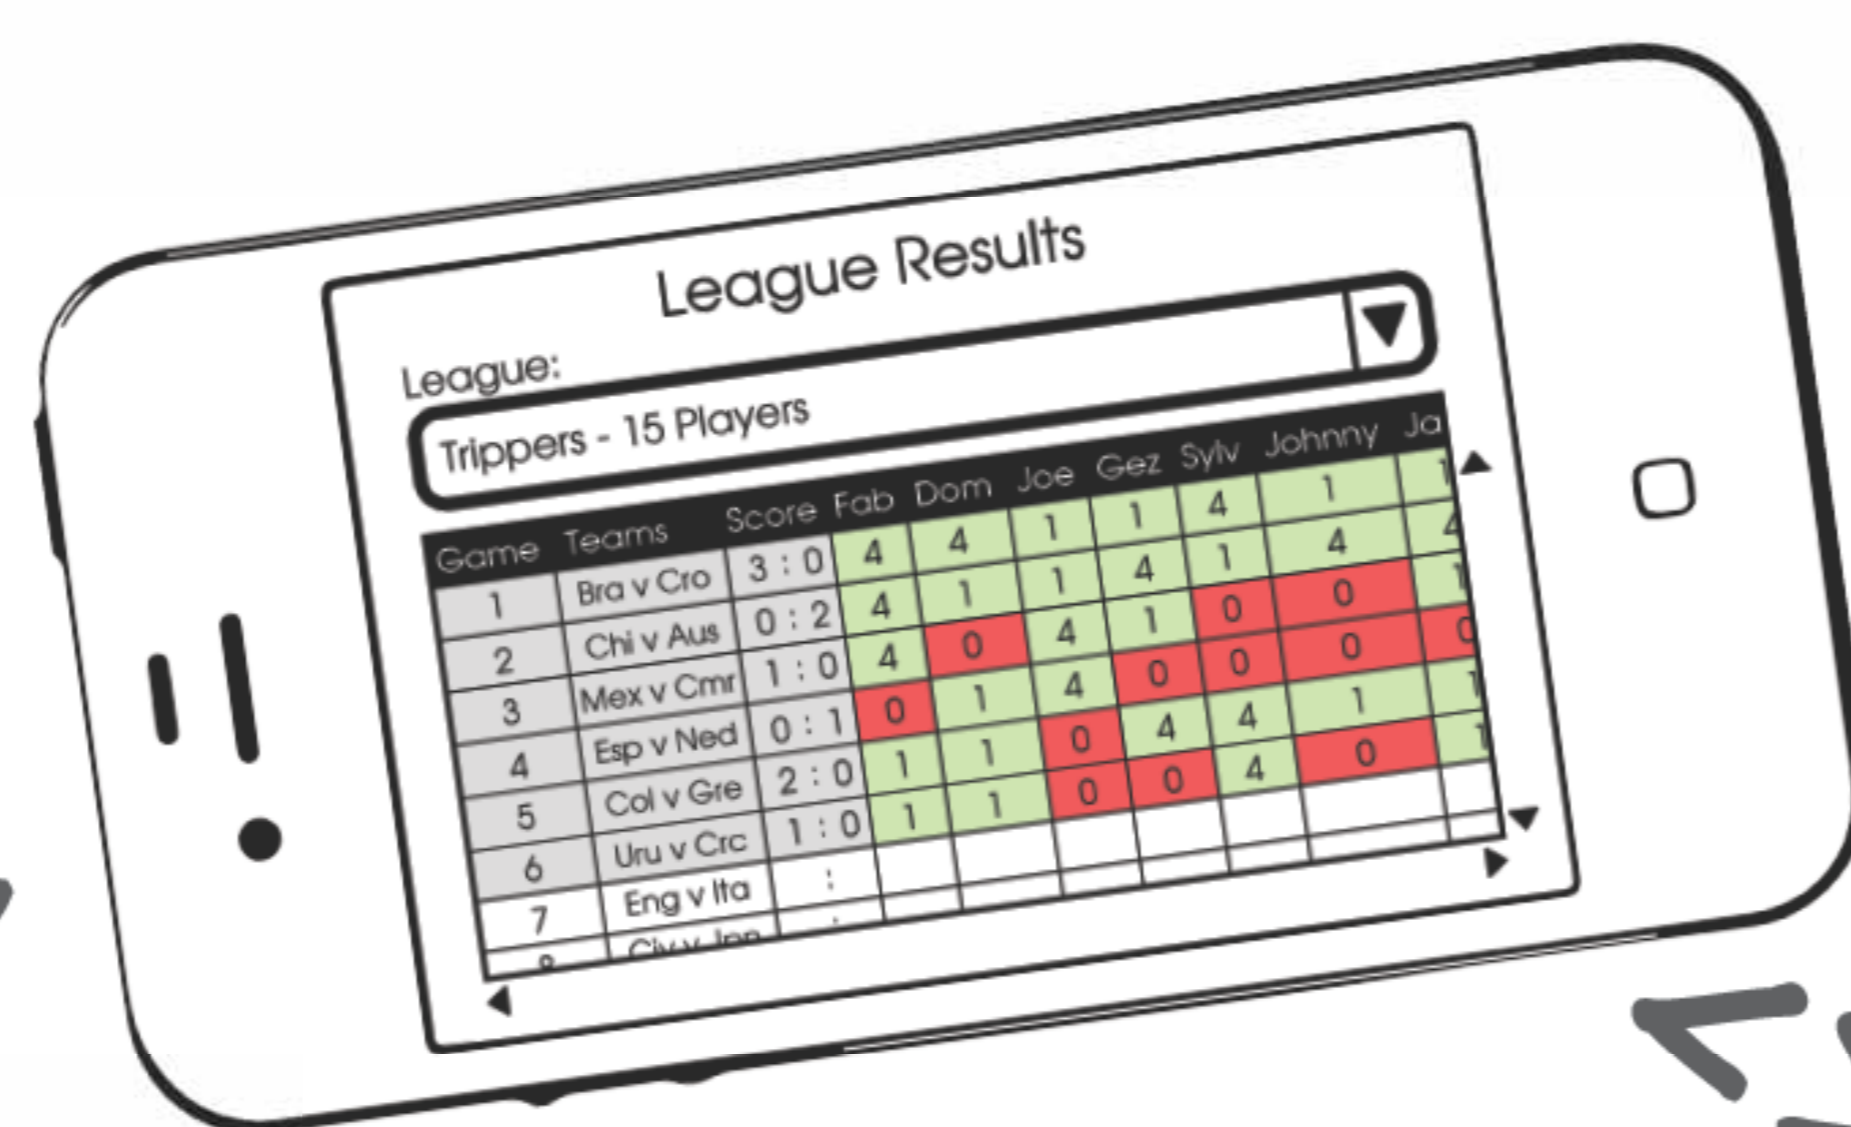 League Results
League:
Trippers - 15 Players
Game Teams Score Fab Dom Joe Gez Sylv Johnny Ja
1 Bra v Cro 3 : 0 4 4 1 1 4 1 1
2 Chi v Aus 0 : 2 4 1 1 4 1 4 4
3 Mex v Cmr 1 : 0 4 0 4 1 0 0 1
4 Esp v Ned 0 : 1 0 1 4 0 0 0 0
5 Col v Gre 2 : 0 1 1 0 4 4 1 1
6 Uru v Crc 1 : 0 1 1 0 0 4 0 1
7 Eng v Ita :